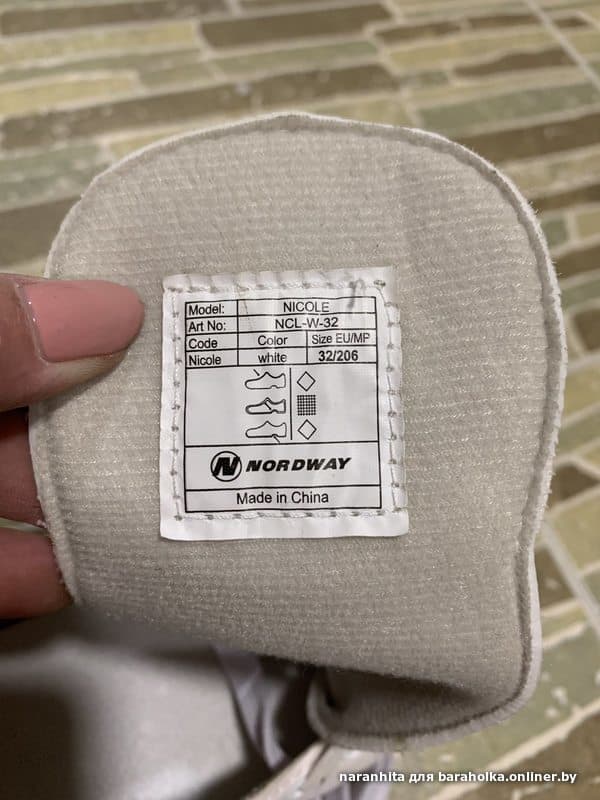 Model: NICOLE
Art No: NCL-W-32
Code Color Size EU/MP
Nicole white 32/206
N NORDWAY
Made in China
naranhita для baraholka.onliner.by